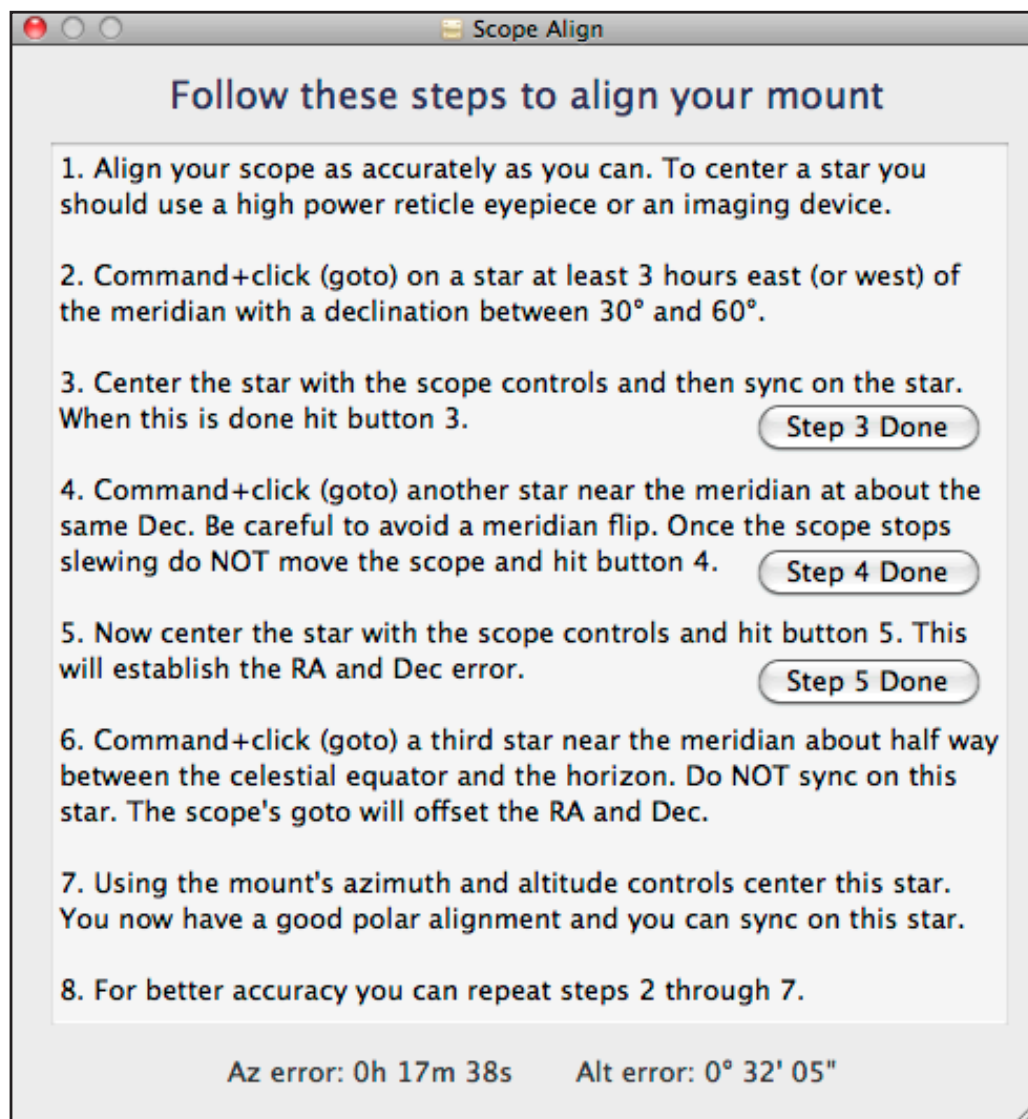 Scope Align
Follow these steps to align your mount
1. Align your scope as accurately as you can. To center a star you
should use a high power reticle eyepiece or an imaging device.
2. Command+click (goto) on a star at least 3 hours east (or west) of
the meridian with a declination between 30° and 60°.
3. Center the star with the scope controls and then sync on the star.
When this is done hit button 3.
Step 3 Done
4. Command+click (goto) another star near the meridian at about the
same Dec. Be careful to avoid a meridian flip. Once the scope stops
slewing do NOT move the scope and hit button 4.
Step 4 Done
5. Now center the star with the scope controls and hit button 5. This
will establish the RA and Dec error.
Step 5 Done
6. Command+click (goto) a third star near the meridian about half way
between the celestial equator and the horizon. Do NOT sync on this
star. The scope's goto will offset the RA and Dec.
7. Using the mount's azimuth and altitude controls center this star.
You now have a good polar alignment and you can sync on this star.
8. For better accuracy you can repeat steps 2 through 7.
Az error: 0h 17m 38s Alt error: 0° 32' 05"